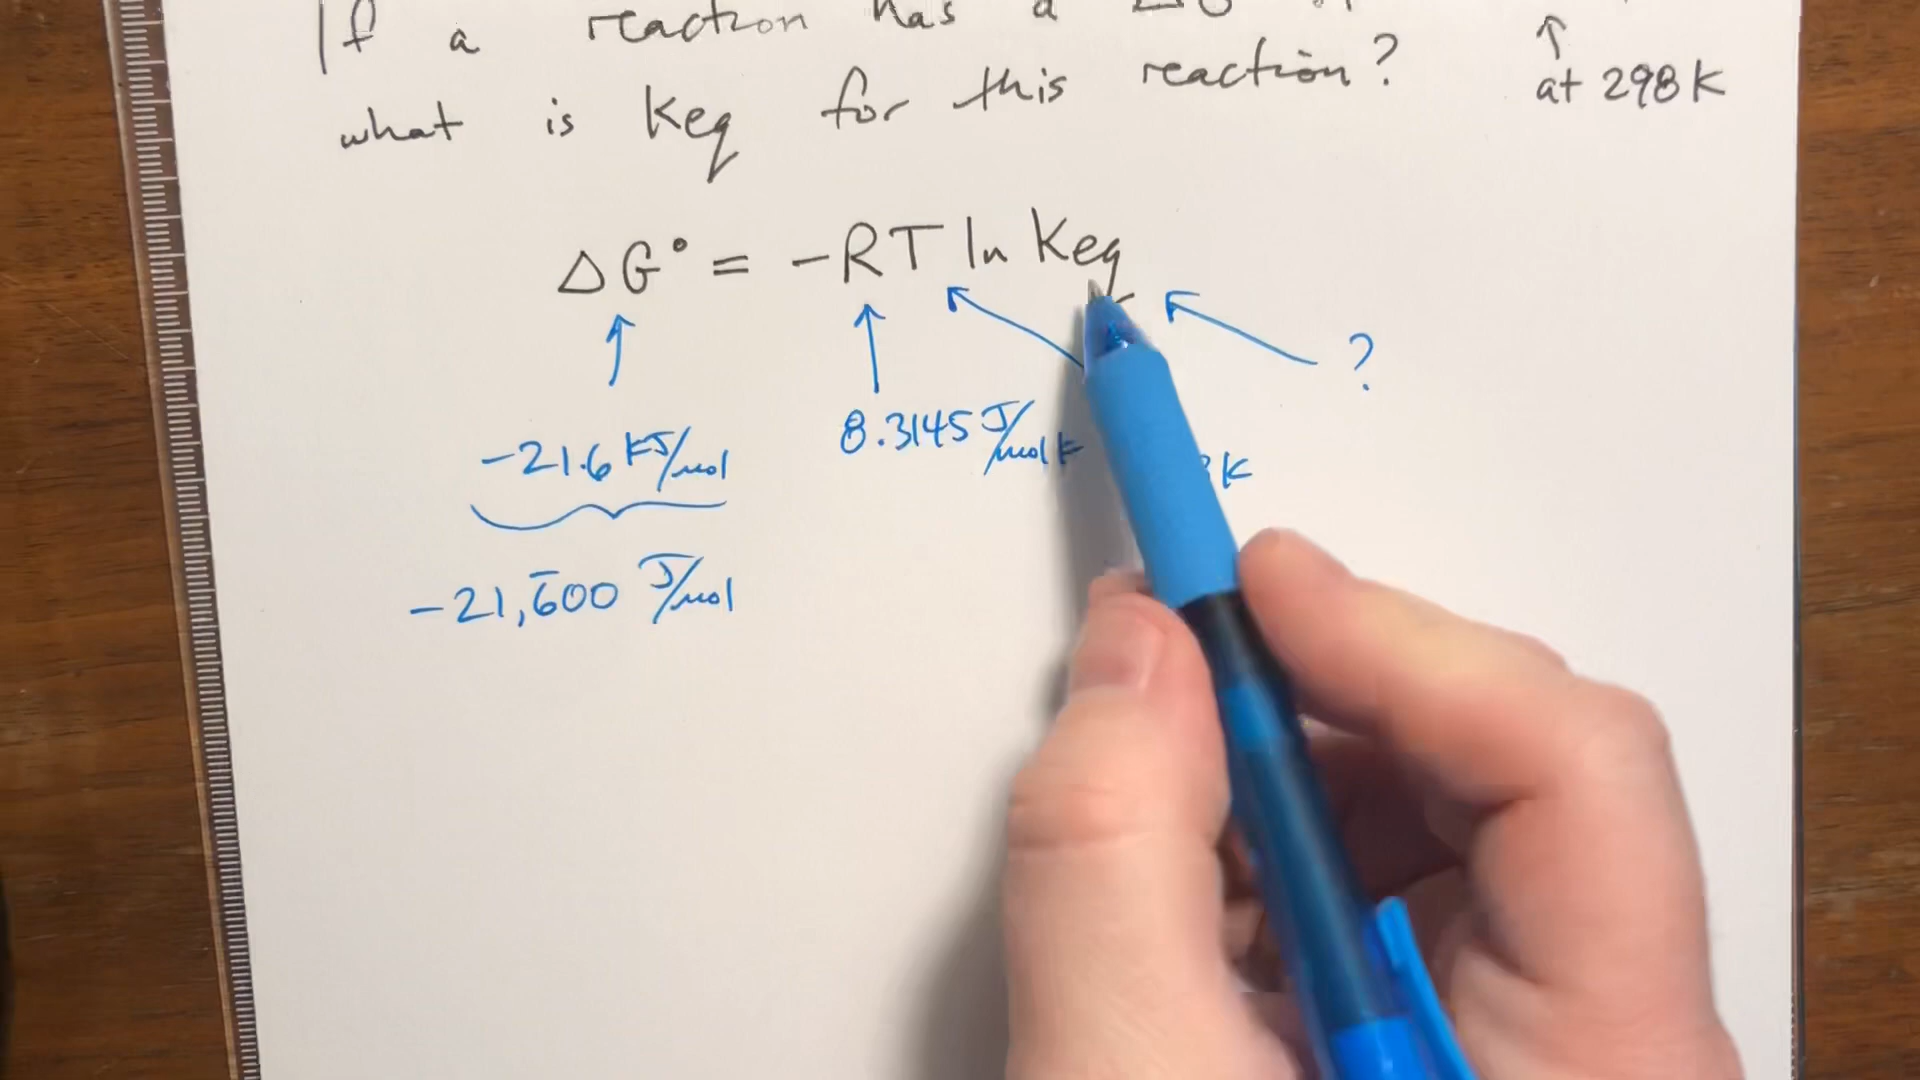 If a reaction has a ΔG
what is Keq for this reaction?
↑
at 298 K
ΔG° = -RT ln Keq
?
-21.6 kJ/mol
8.3145 J/mol K
K
-21,600 J/mol